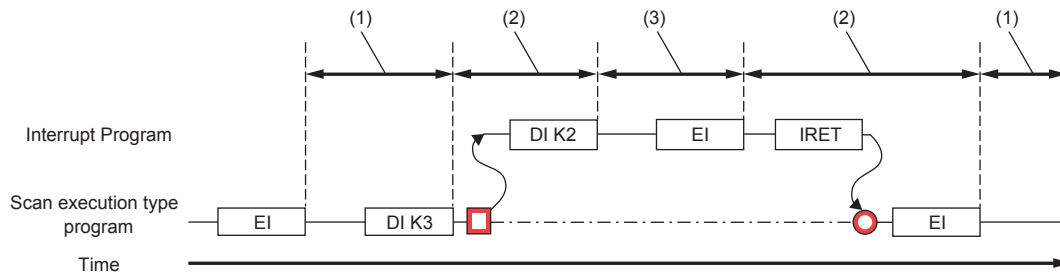 (1) (2) (3) (2) (1)
Interrupt Program DI K2 EI IRET
Scan execution type
program
EI DI K3 EI
Time